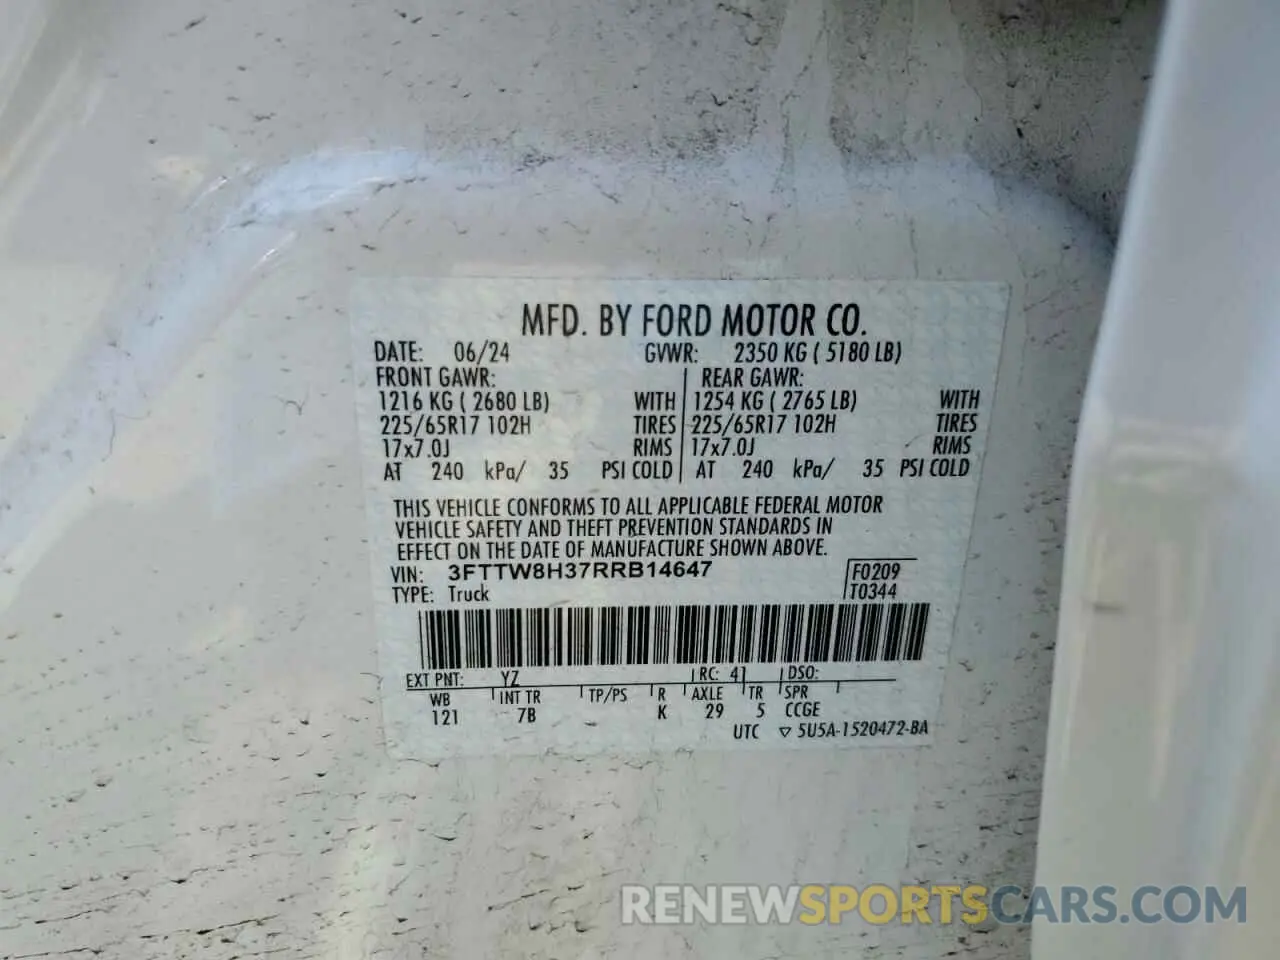 MFD. BY FORD MOTOR CO.
DATE: 06/24 GVWR: 2350 KG ( 5180 LB)
FRONT GAWR: REAR GAWR:
1216 KG ( 2680 LB) WITH 1254 KG ( 2765 LB) WITH
225/65R17 102H TIRES 225/65R17 102H TIRES
17x7.0J RIMS 17x7.0J RIMS
AT 240 kPa/ 35 PSI COLD AT 240 kPa/ 35 PSI COLD
THIS VEHICLE CONFORMS TO ALL APPLICABLE FEDERAL MOTOR
VEHICLE SAFETY AND THEFT PREVENTION STANDARDS IN
EFFECT ON THE DATE OF MANUFACTURE SHOWN ABOVE.
VIN: 3FTTW8H37RRB14647 F0209
TYPE: Truck T0344
EXT PNT: YZ RC: 41 DSO:
WB INT TR TP/PS R AXLE TR SPR
121 7B K 29 5 CCGE
UTC ▽ 5U5A-1520472-BA
RENEWSPORTSCARS.COM